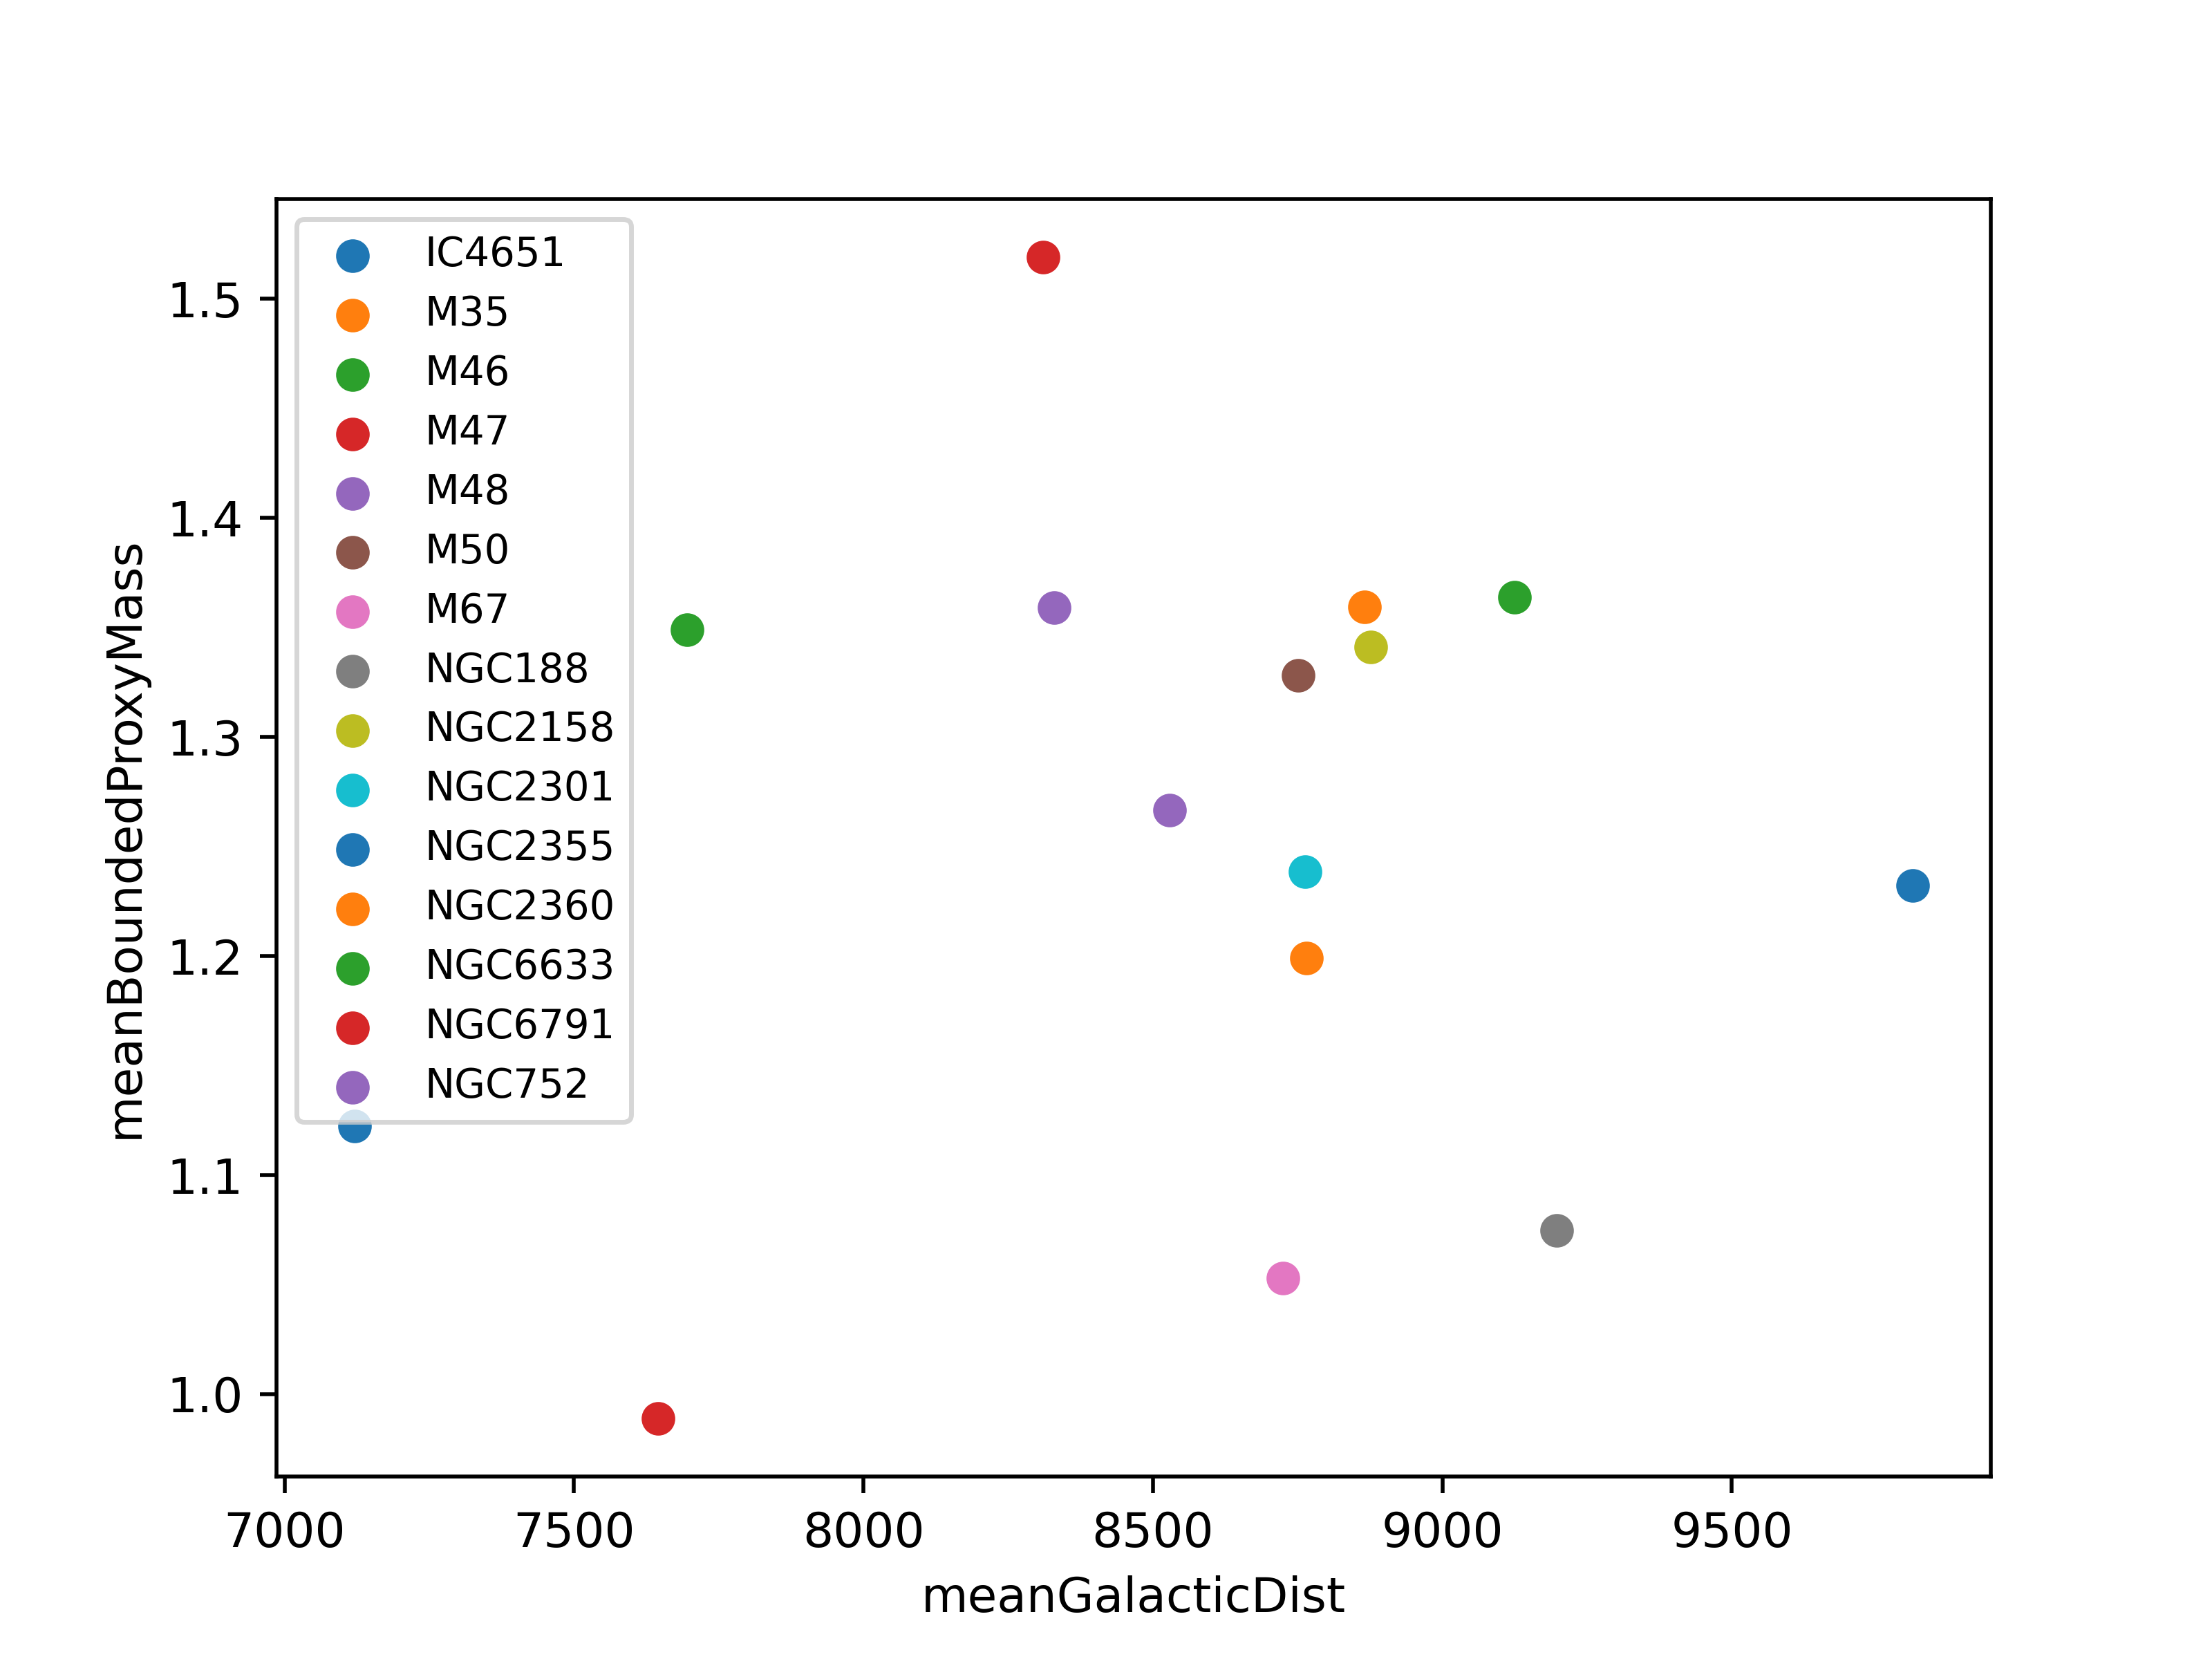 IC4651
M35
M46
M47
M48
M50
M67
NGC188
NGC2158
NGC2301
NGC2355
NGC2360
NGC6633
NGC6791
NGC752
1.5
1.4
1.3
1.2
1.1
1.0
meanBoundedProxyMass
7000 7500 8000 8500 9000 9500
meanGalacticDist